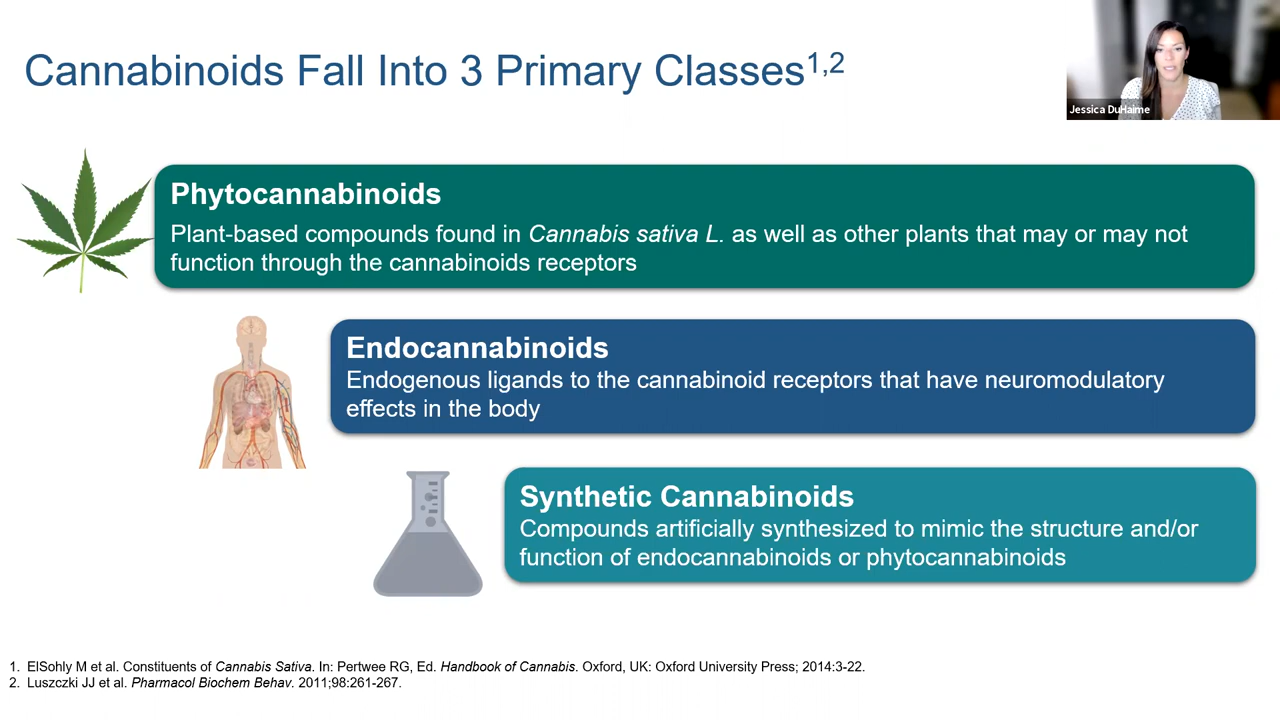 Cannabinoids Fall Into 3 Primary Classes1,2
Jessica DuHaime
Phytocannabinoids
Plant-based compounds found in Cannabis sativa L. as well as other plants that may or may not
function through the cannabinoids receptors
Endocannabinoids
Endogenous ligands to the cannabinoid receptors that have neuromodulatory
effects in the body
Synthetic Cannabinoids
Compounds artificially synthesized to mimic the structure and/or
function of endocannabinoids or phytocannabinoids
1. ElSohly M et al. Constituents of Cannabis Sativa. In: Pertwee RG, Ed. Handbook of Cannabis. Oxford, UK: Oxford University Press; 2014:3-22.
2. Luszczki JJ et al. Pharmacol Biochem Behav. 2011;98:261-267.